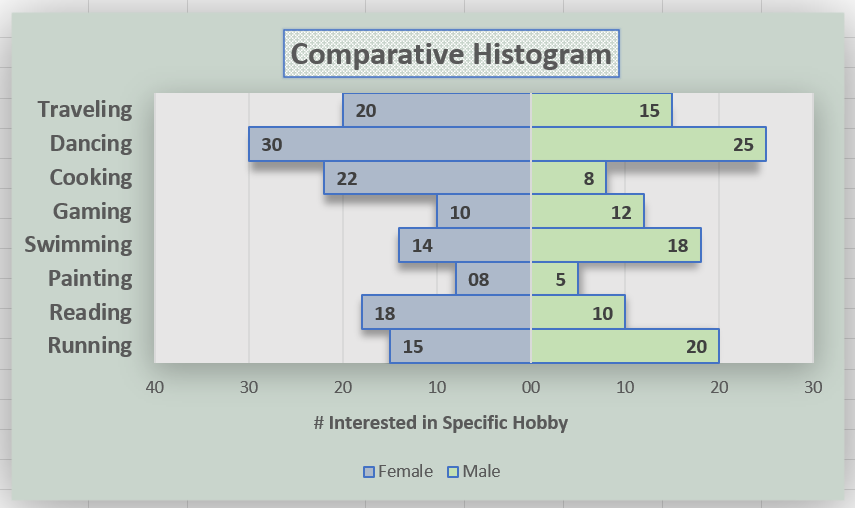 Comparative Histogram
Traveling 20 15
Dancing 30 25
Cooking 22 8
Gaming 10 12
Swimming 14 18
Painting 08 5
Reading 18 10
Running 15 20
40 30 20 10 00 10 20 30
# Interested in Specific Hobby
Female Male